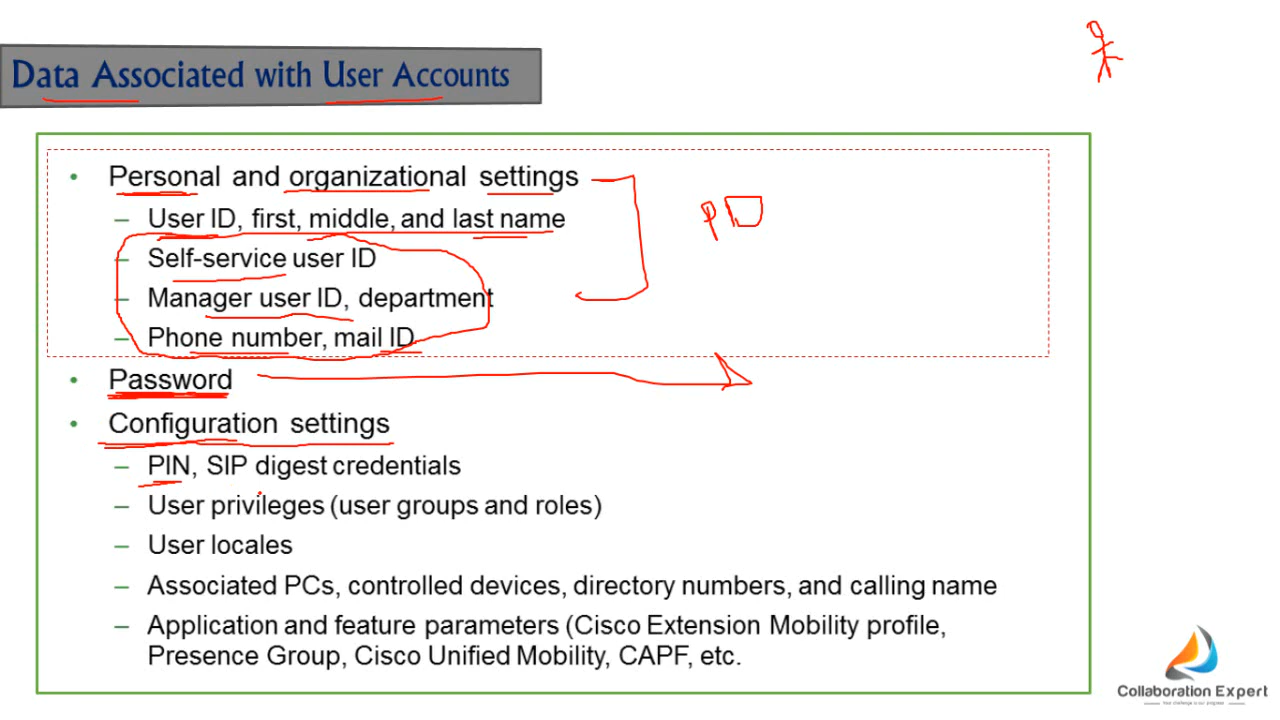 Data Associated with User Accounts
• Personal and organizational settings
– User ID, first, middle, and last name
– Self-service user ID
– Manager user ID, department
– Phone number, mail ID
• Password
• Configuration settings
– PIN, SIP digest credentials
– User privileges (user groups and roles)
– User locales
– Associated PCs, controlled devices, directory numbers, and calling name
– Application and feature parameters (Cisco Extension Mobility profile,
Presence Group, Cisco Unified Mobility, CAPF, etc.
Collaboration Expert